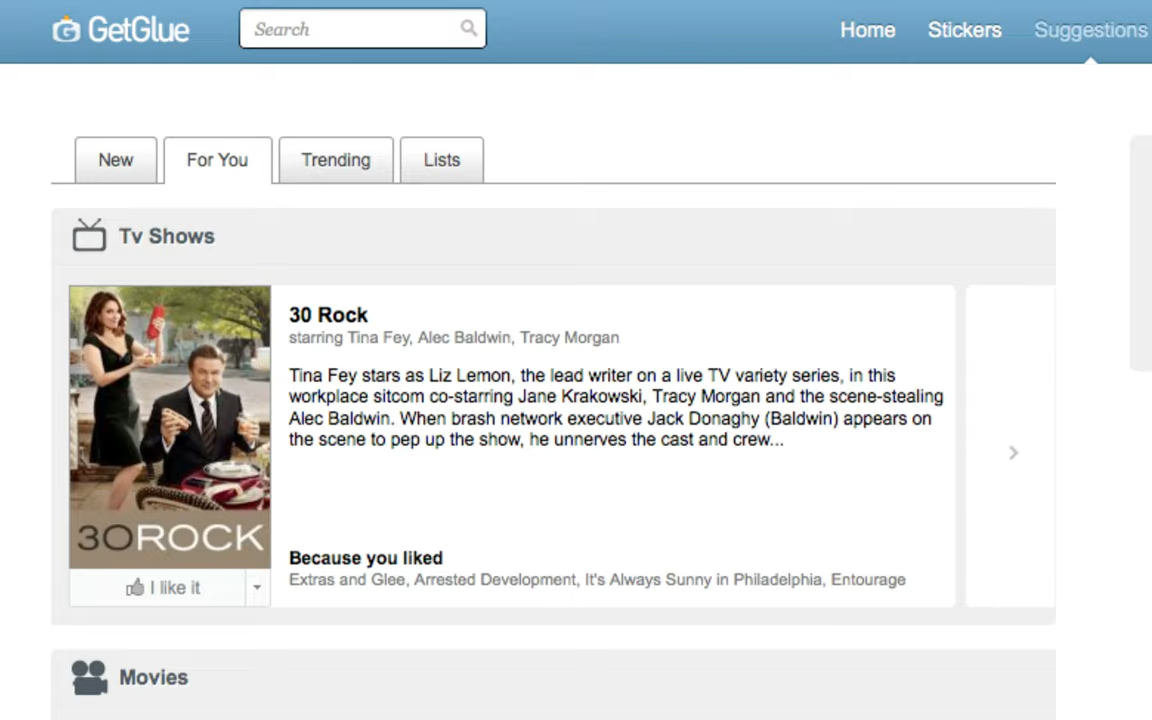 GetGlue
Search
Home
Stickers
Suggestions
New
For You
Trending
Lists
Tv Shows
30 Rock
starring Tina Fey, Alec Baldwin, Tracy Morgan
Tina Fey stars as Liz Lemon, the lead writer on a live TV variety series, in this
workplace sitcom co-starring Jane Krakowski, Tracy Morgan and the scene-stealing
Alec Baldwin. When brash network executive Jack Donaghy (Baldwin) appears on
the scene to pep up the show, he unnerves the cast and crew...
30ROCK
Because you liked
Extras and Glee, Arrested Development, It's Always Sunny in Philadelphia, Entourage
I like it
Movies